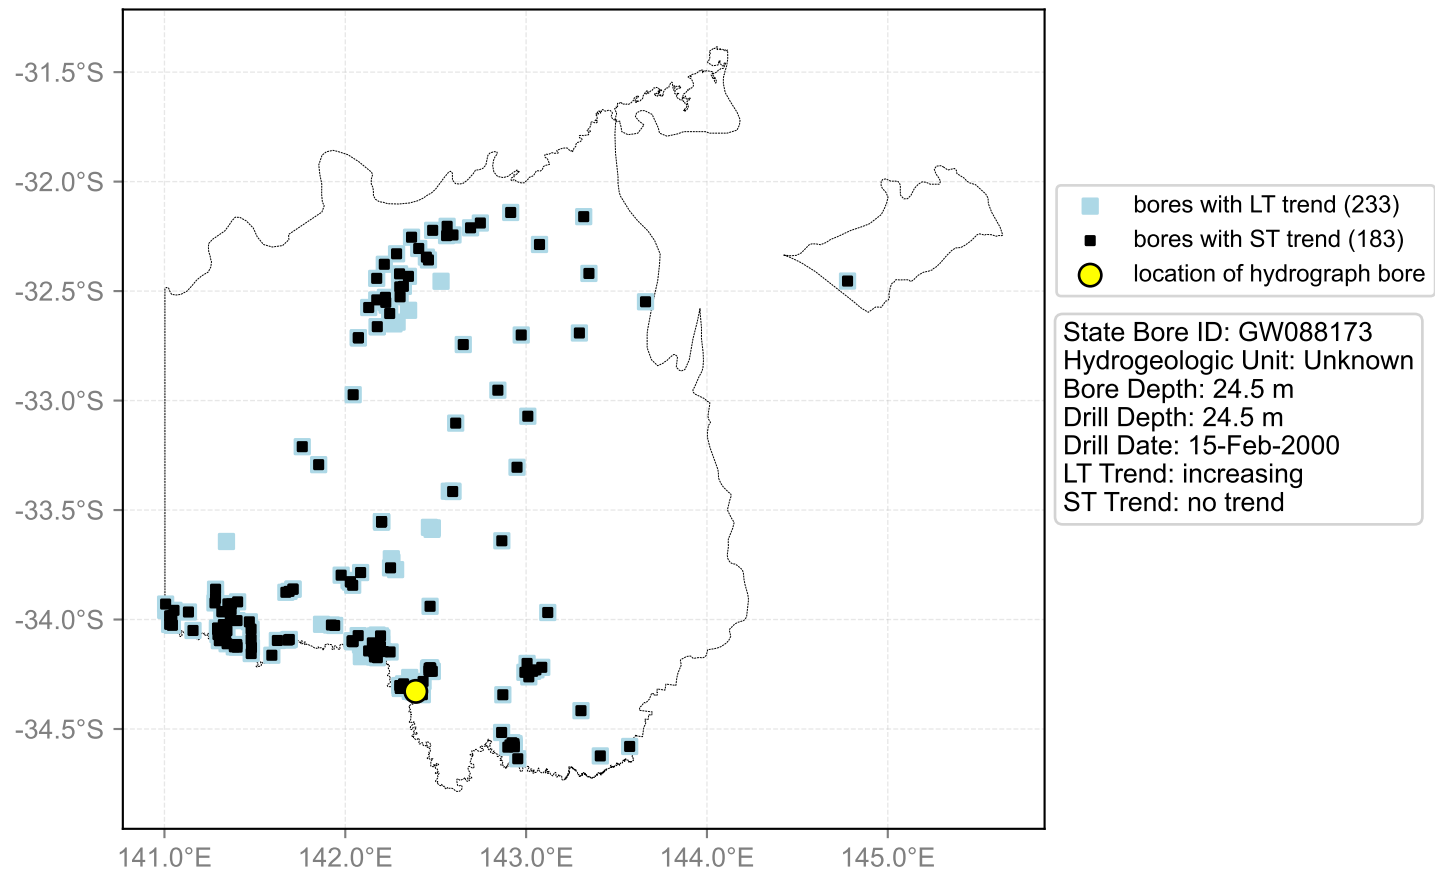 -31.5°S
-32.0°S
-32.5°S
-33.0°S
-33.5°S
-34.0°S
-34.5°S
141.0°E
142.0°E
143.0°E
144.0°E
145.0°E
bores with LT trend (233)
bores with ST trend (183)
location of hydrograph bore
State Bore ID: GW088173
Hydrogeologic Unit: Unknown
Bore Depth: 24.5 m
Drill Depth: 24.5 m
Drill Date: 15-Feb-2000
LT Trend: increasing
ST Trend: no trend